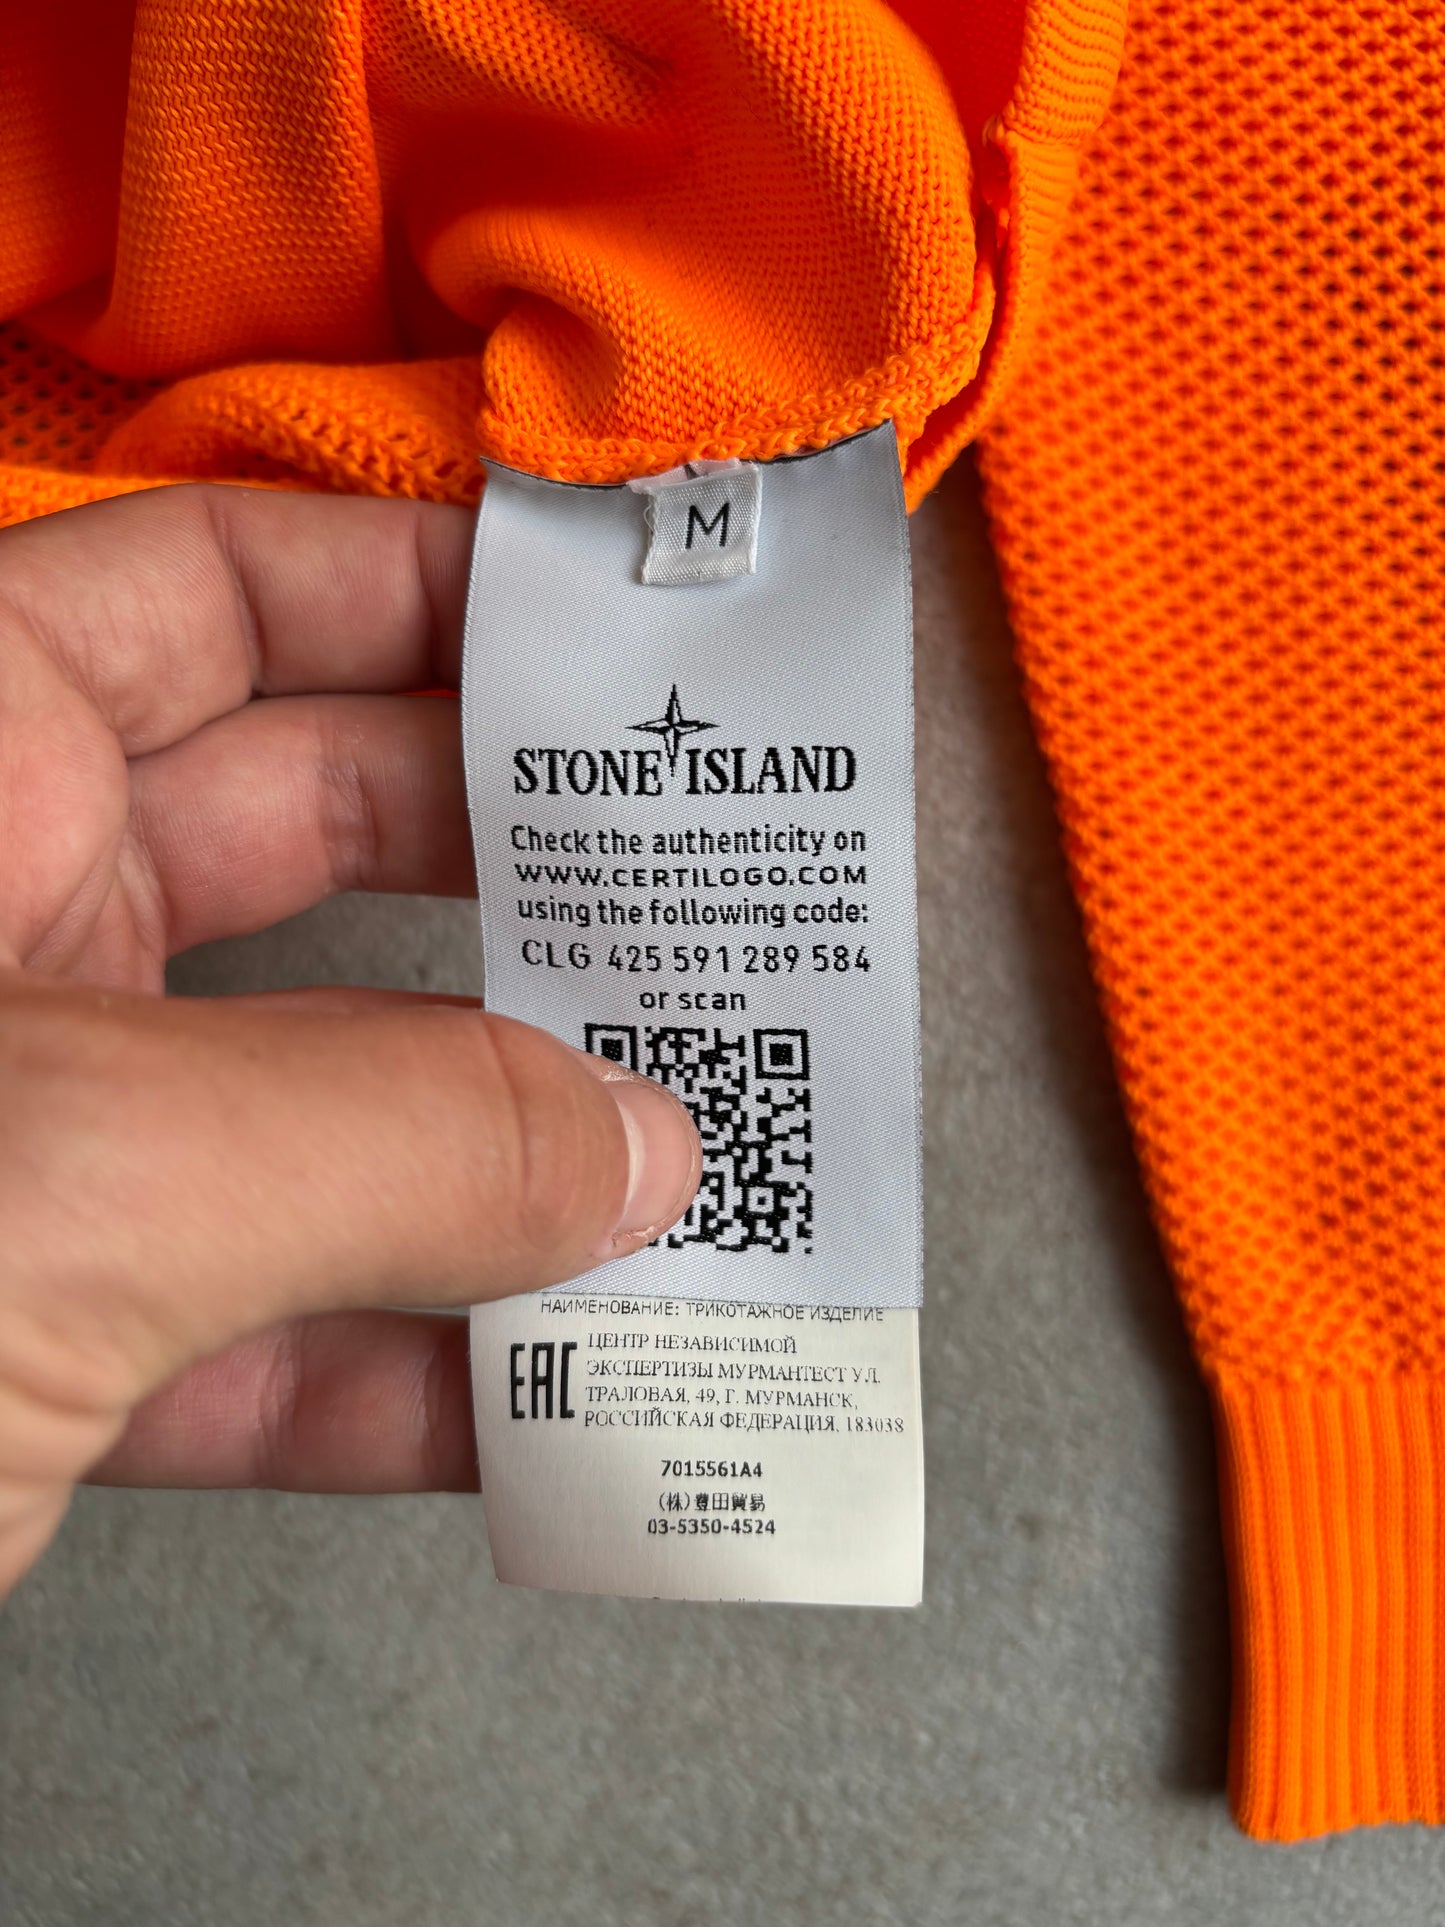 M
STONE ISLAND
Check the authenticity on
WWW.CERTILOGO.COM
using the following code:
CLG 425 591 289 584
or scan
НАИМЕНОВАНИЕ: ТРИКОТАЖНОЕ ИЗДЕЛИЕ
EAC
ЦЕНТР НЕЗАВИСИМОЙ
ЭКСПЕРТИЗЫ МУРМАНТЕСТ УЛ.
ТРАЛОВАЯ, 49, Г. МУРМАНСК,
РОССИЙСКАЯ ФЕДЕРАЦИЯ, 183038
7015561A4
(株)豊田貿易
03-5350-4524